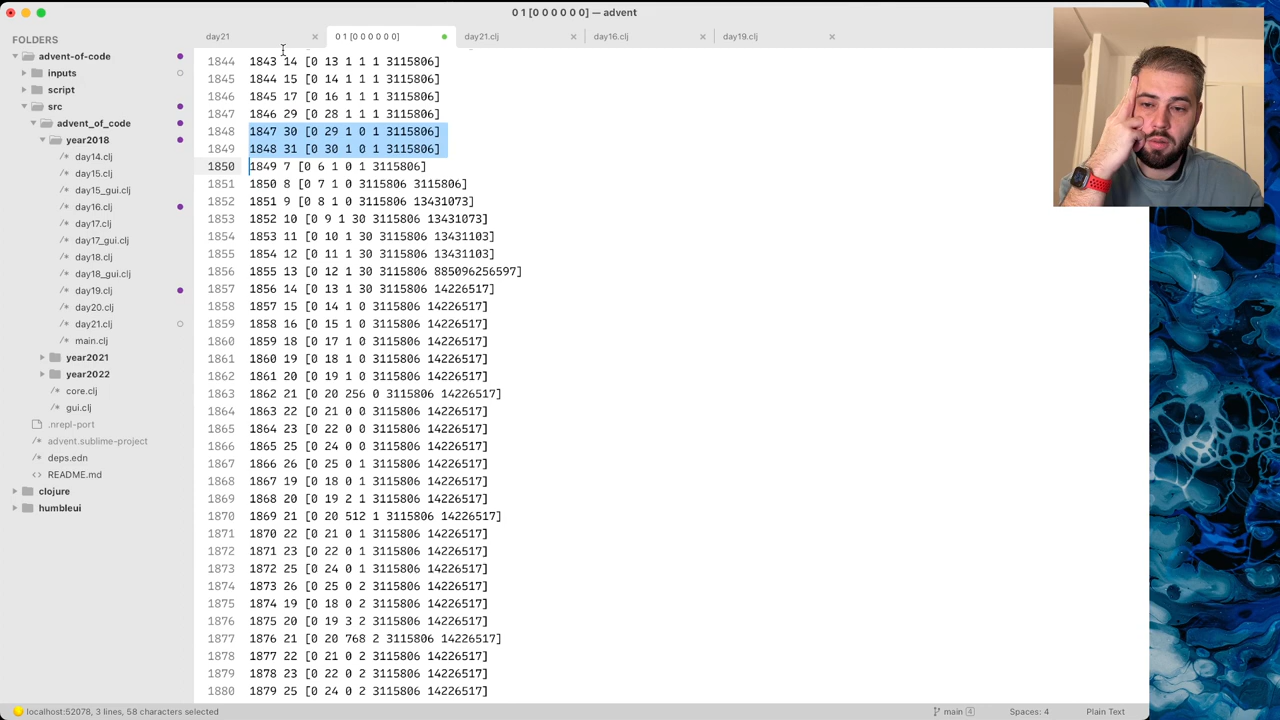 0 1 [0 0 0 0 0 0] — advent
FOLDERS
advent-of-code
inputs
script
src
advent_of_code
year2018
day14.clj
day15.clj
day15_gui.clj
day16.clj
day17.clj
day17_gui.clj
day18.clj
day18_gui.clj
day19.clj
day20.clj
day21.clj
main.clj
year2021
year2022
core.clj
gui.clj
.nrepl-port
advent.sublime-project
deps.edn
README.md
clojure
humbleui
day21
0 1 [0 0 0 0 0 0]
day21.clj
day16.clj
day19.clj
1844 1843 14 [0 13 1 1 1 3115806]
1845 1844 15 [0 14 1 1 1 3115806]
1846 1845 17 [0 16 1 1 1 3115806]
1847 1846 29 [0 28 1 1 1 3115806]
1848 1847 30 [0 29 1 0 1 3115806]
1849 1848 31 [0 30 1 0 1 3115806]
1850 1849 7 [0 6 1 0 1 3115806]
1851 1850 8 [0 7 1 0 3115806 3115806]
1852 1851 9 [0 8 1 0 3115806 13431073]
1853 1852 10 [0 9 1 30 3115806 13431073]
1854 1853 11 [0 10 1 30 3115806 13431103]
1855 1854 12 [0 11 1 30 3115806 13431103]
1856 1855 13 [0 12 1 30 3115806 885096256597]
1857 1856 14 [0 13 1 30 3115806 14226517]
1858 1857 15 [0 14 1 0 3115806 14226517]
1859 1858 16 [0 15 1 0 3115806 14226517]
1860 1859 18 [0 17 1 0 3115806 14226517]
1861 1860 19 [0 18 1 0 3115806 14226517]
1862 1861 20 [0 19 1 0 3115806 14226517]
1863 1862 21 [0 20 256 0 3115806 14226517]
1864 1863 22 [0 21 0 0 3115806 14226517]
1865 1864 23 [0 22 0 0 3115806 14226517]
1866 1865 25 [0 24 0 0 3115806 14226517]
1867 1866 26 [0 25 0 1 3115806 14226517]
1868 1867 19 [0 18 0 1 3115806 14226517]
1869 1868 20 [0 19 2 1 3115806 14226517]
1870 1869 21 [0 20 512 1 3115806 14226517]
1871 1870 22 [0 21 0 1 3115806 14226517]
1872 1871 23 [0 22 0 1 3115806 14226517]
1873 1872 25 [0 24 0 1 3115806 14226517]
1874 1873 26 [0 25 0 2 3115806 14226517]
1875 1874 19 [0 18 0 2 3115806 14226517]
1876 1875 20 [0 19 3 2 3115806 14226517]
1877 1876 21 [0 20 768 2 3115806 14226517]
1878 1877 22 [0 21 0 2 3115806 14226517]
1879 1878 23 [0 22 0 2 3115806 14226517]
1880 1879 25 [0 24 0 2 3115806 14226517]
localhost:52078, 3 lines, 58 characters selected
main 4
Spaces: 4
Plain Text